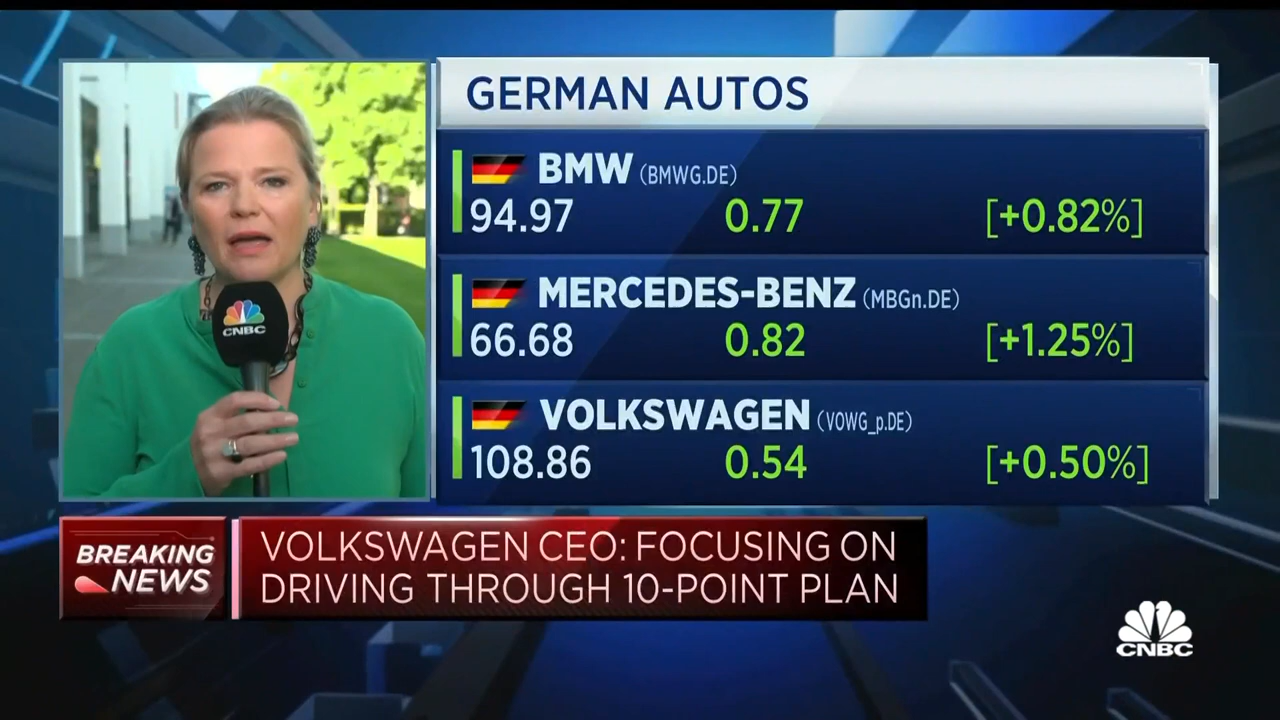 GERMAN AUTOS
BMW (BMWG.DE)
94.97 0.77 [+0.82%]
MERCEDES-BENZ (MBGn.DE)
66.68 0.82 [+1.25%]
VOLKSWAGEN (VOWG_p.DE)
108.86 0.54 [+0.50%]
CNBC
BREAKING
NEWS
VOLKSWAGEN CEO: FOCUSING ON
DRIVING THROUGH 10-POINT PLAN
CNBC